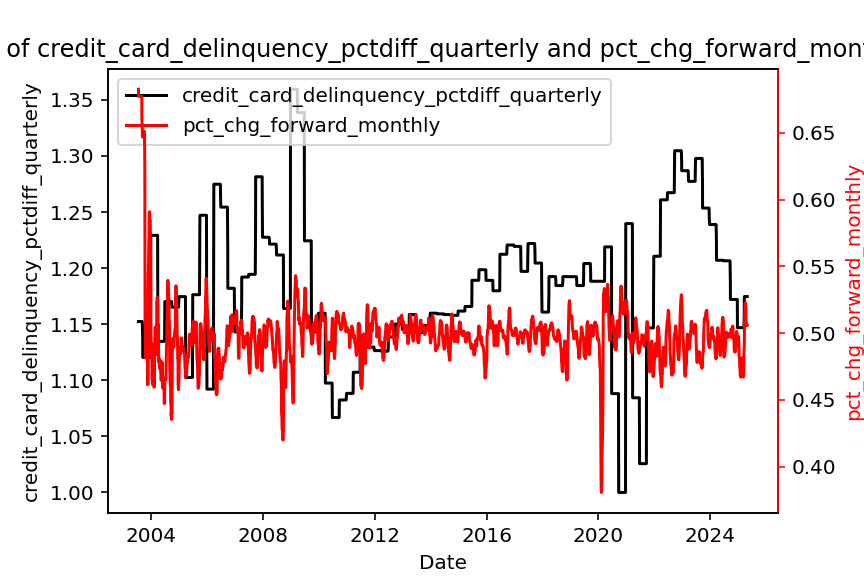 of credit_card_delinquency_pctdiff_quarterly and pct_chg_forward_mont
credit_card_delinquency_pctdiff_quarterly
pct_chg_forward_monthly
credit_card_delinquency_pctdiff_quarterly
1.35
1.30
1.25
1.20
1.15
1.10
1.05
1.00
0.65
0.60
0.55
0.50
0.45
0.40
pct_chg_forward_monthly
2004 2008 2012 2016 2020 2024
Date